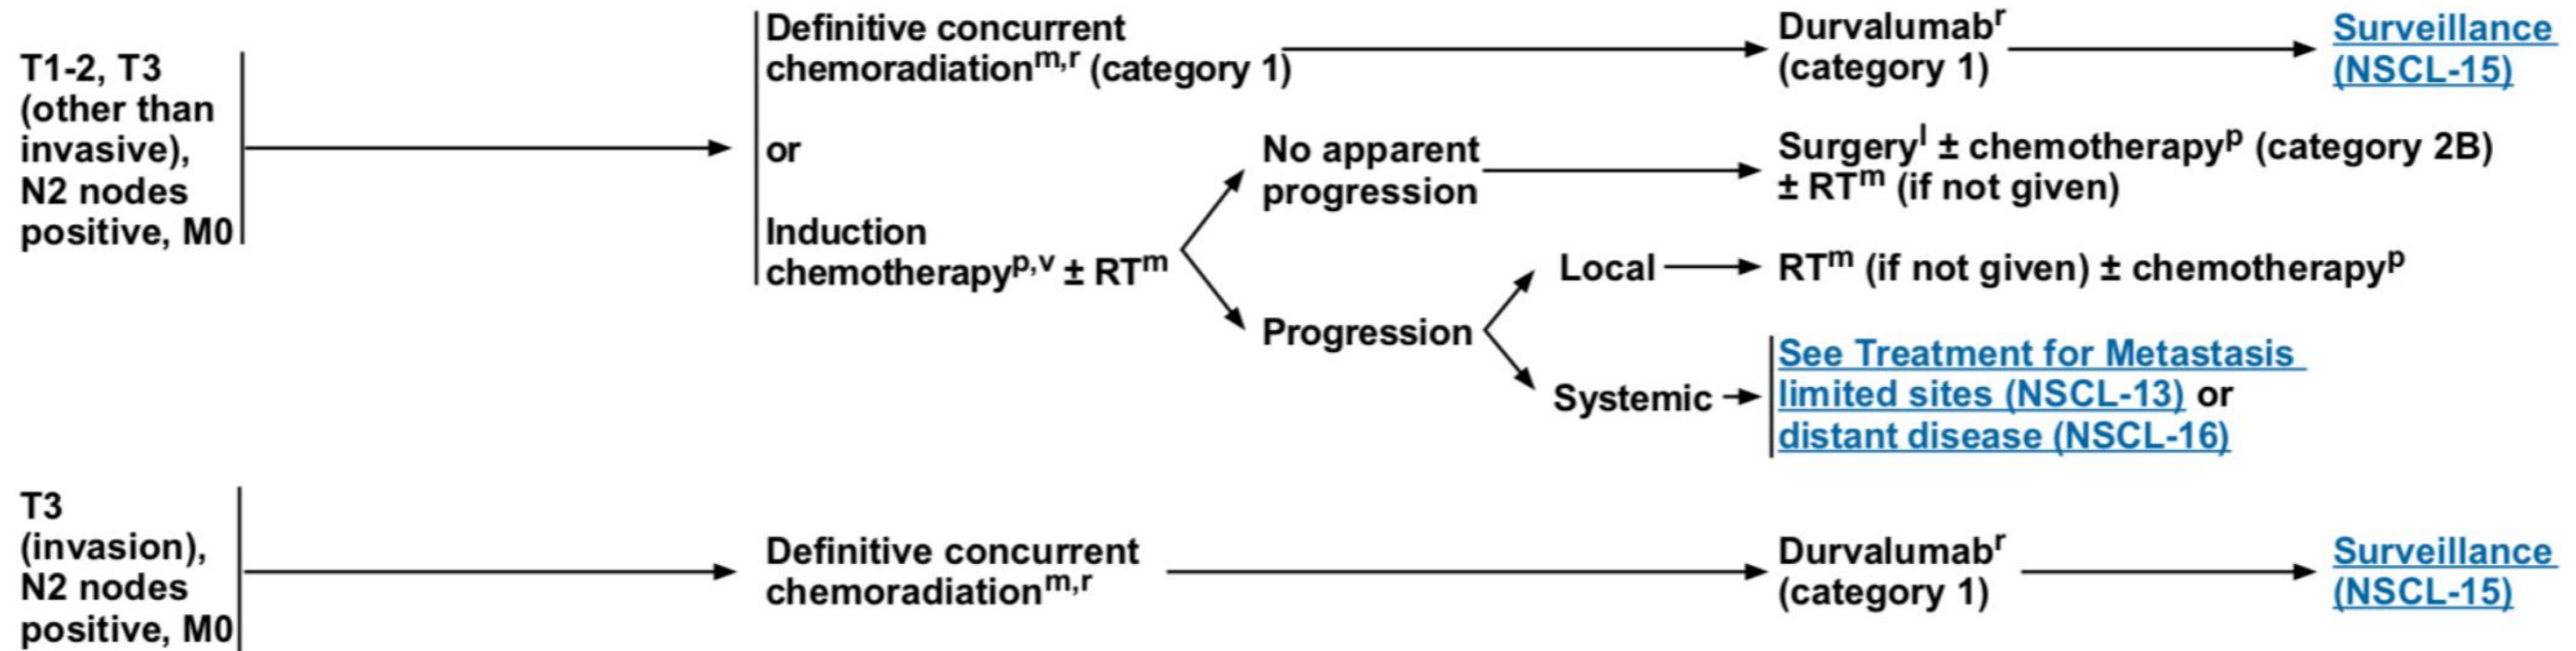 T1-2, T3
(other than
invasive),
N2 nodes
positive, M0
Definitive concurrent
chemoradiationᵐ,ʳ (category 1)
or
Induction
chemotherapyᵖ,ᵛ ± RTᵐ
Durvalumabʳ
(category 1)
Surveillance
(NSCL-15)
No apparent
progression
Surgeryˡ ± chemotherapyᵖ (category 2B)
± RTᵐ (if not given)
Progression
Local
RTᵐ (if not given) ± chemotherapyᵖ
Systemic
See Treatment for Metastasis
limited sites (NSCL-13) or
distant disease (NSCL-16)
T3
(invasion),
N2 nodes
positive, M0
Definitive concurrent
chemoradiationᵐ,ʳ
Durvalumabʳ
(category 1)
Surveillance
(NSCL-15)